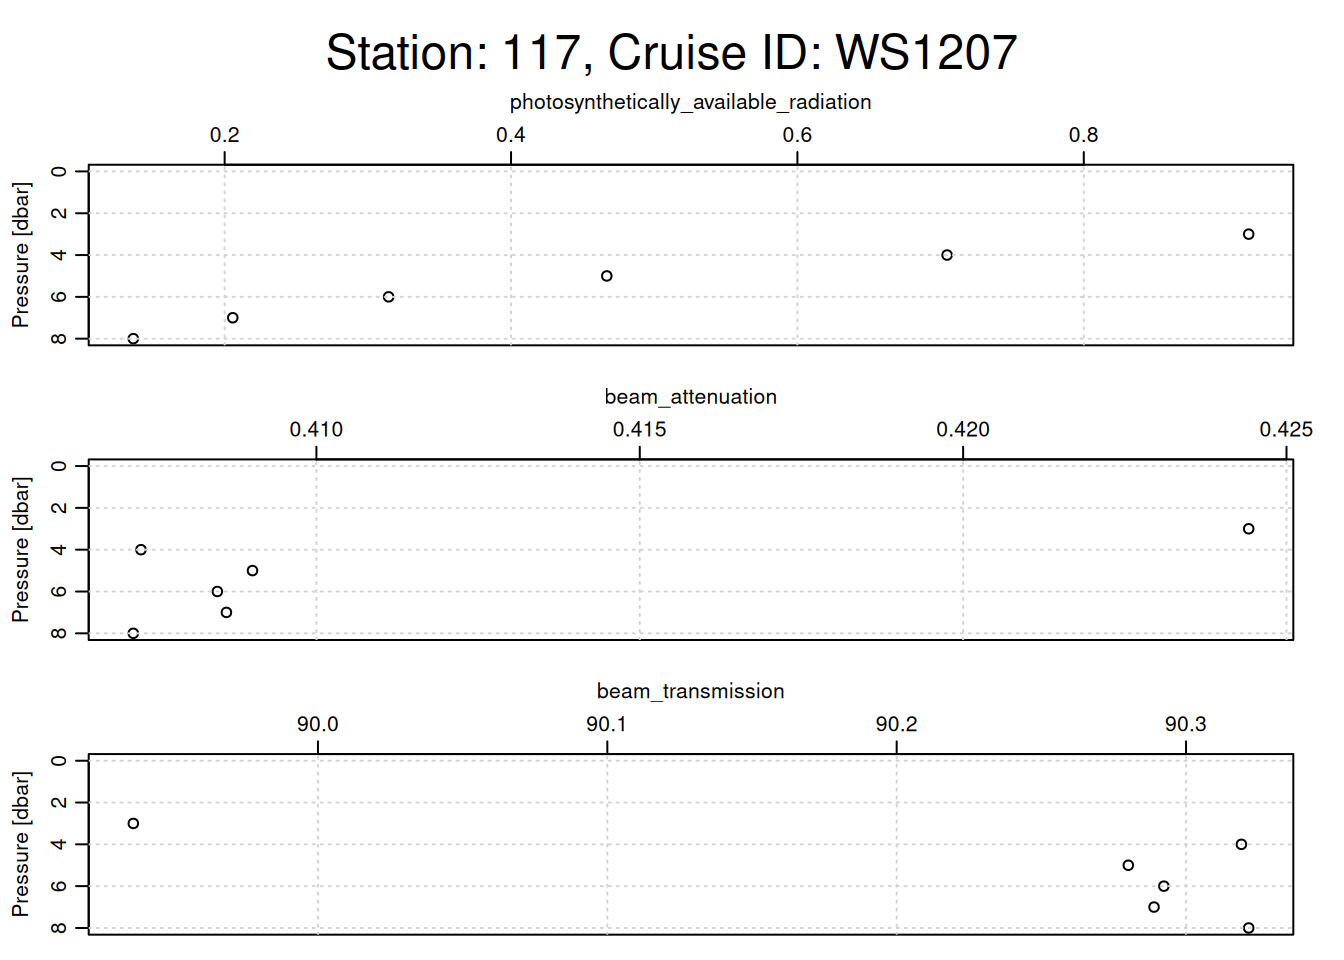 Station: 117, Cruise ID: WS1207
photosynthetically_available_radiation
0.2 0.4 0.6 0.8
Pressure [dbar]
0
2
4
6
8
beam_attenuation
0.410 0.415 0.420 0.425
Pressure [dbar]
0
2
4
6
8
beam_transmission
90.0 90.1 90.2 90.3
Pressure [dbar]
0
2
4
6
8